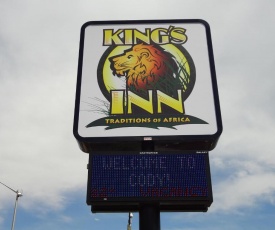 KING'S
INN
TRADITIONS OF AFRICA
WELCOME TO
CODY!